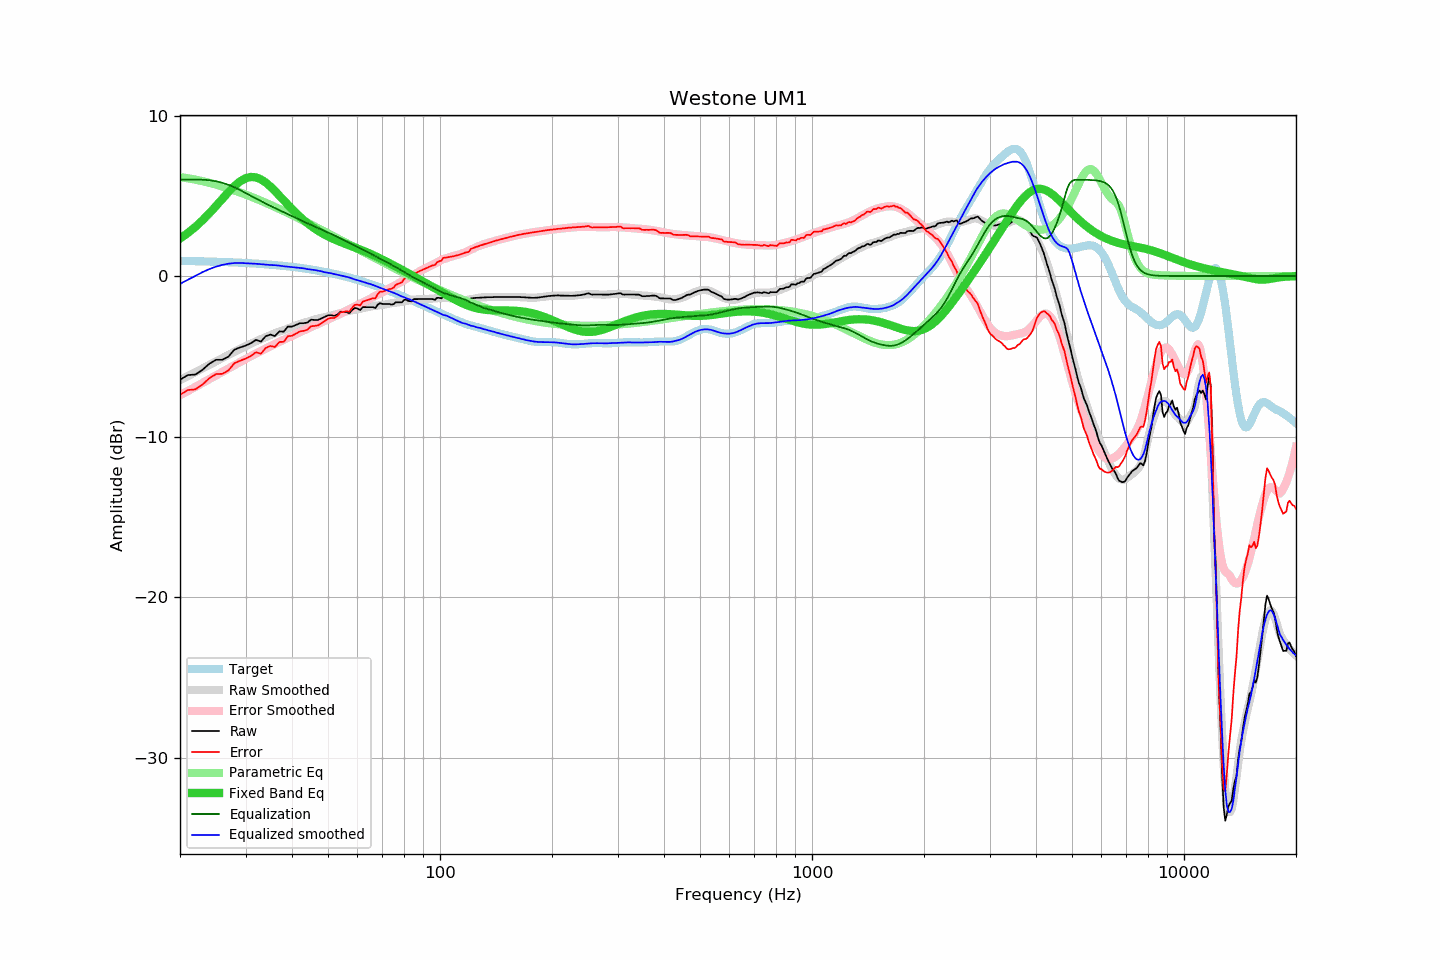 Westone UM1
10
0
−10
−20
−30
Amplitude (dBr)
Target
Raw Smoothed
Error Smoothed
Raw
Error
Parametric Eq
Fixed Band Eq
Equalization
Equalized smoothed
100
1000
10000
Frequency (Hz)